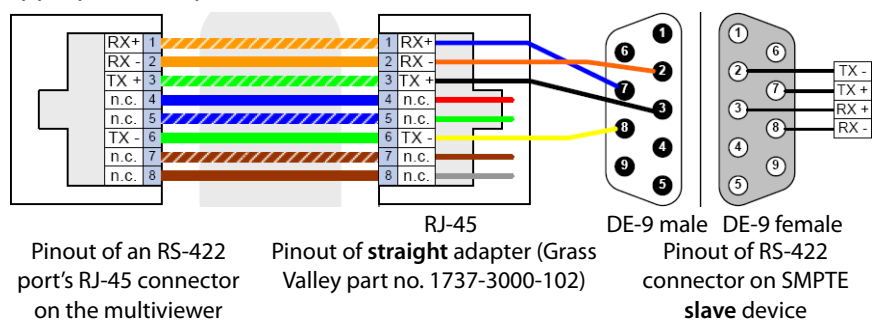 RX+ 1
RX - 2
TX + 3
n.c. 4
n.c. 5
TX - 6
n.c. 7
n.c. 8
1 RX+
2 RX -
3 TX +
4 n.c.
5 n.c.
6 TX -
7 n.c.
8 n.c.
1
6
2
7
3
8
4
9
5
1
6
2
7
3
8
4
9
5
TX -
TX +
RX +
RX -
RJ-45
DE-9 male
DE-9 female
Pinout of an RS-422
port's RJ-45 connector
on the multiviewer
Pinout of straight adapter (Grass
Valley part no. 1737-3000-102)
Pinout of RS-422
connector on SMPTE
slave device